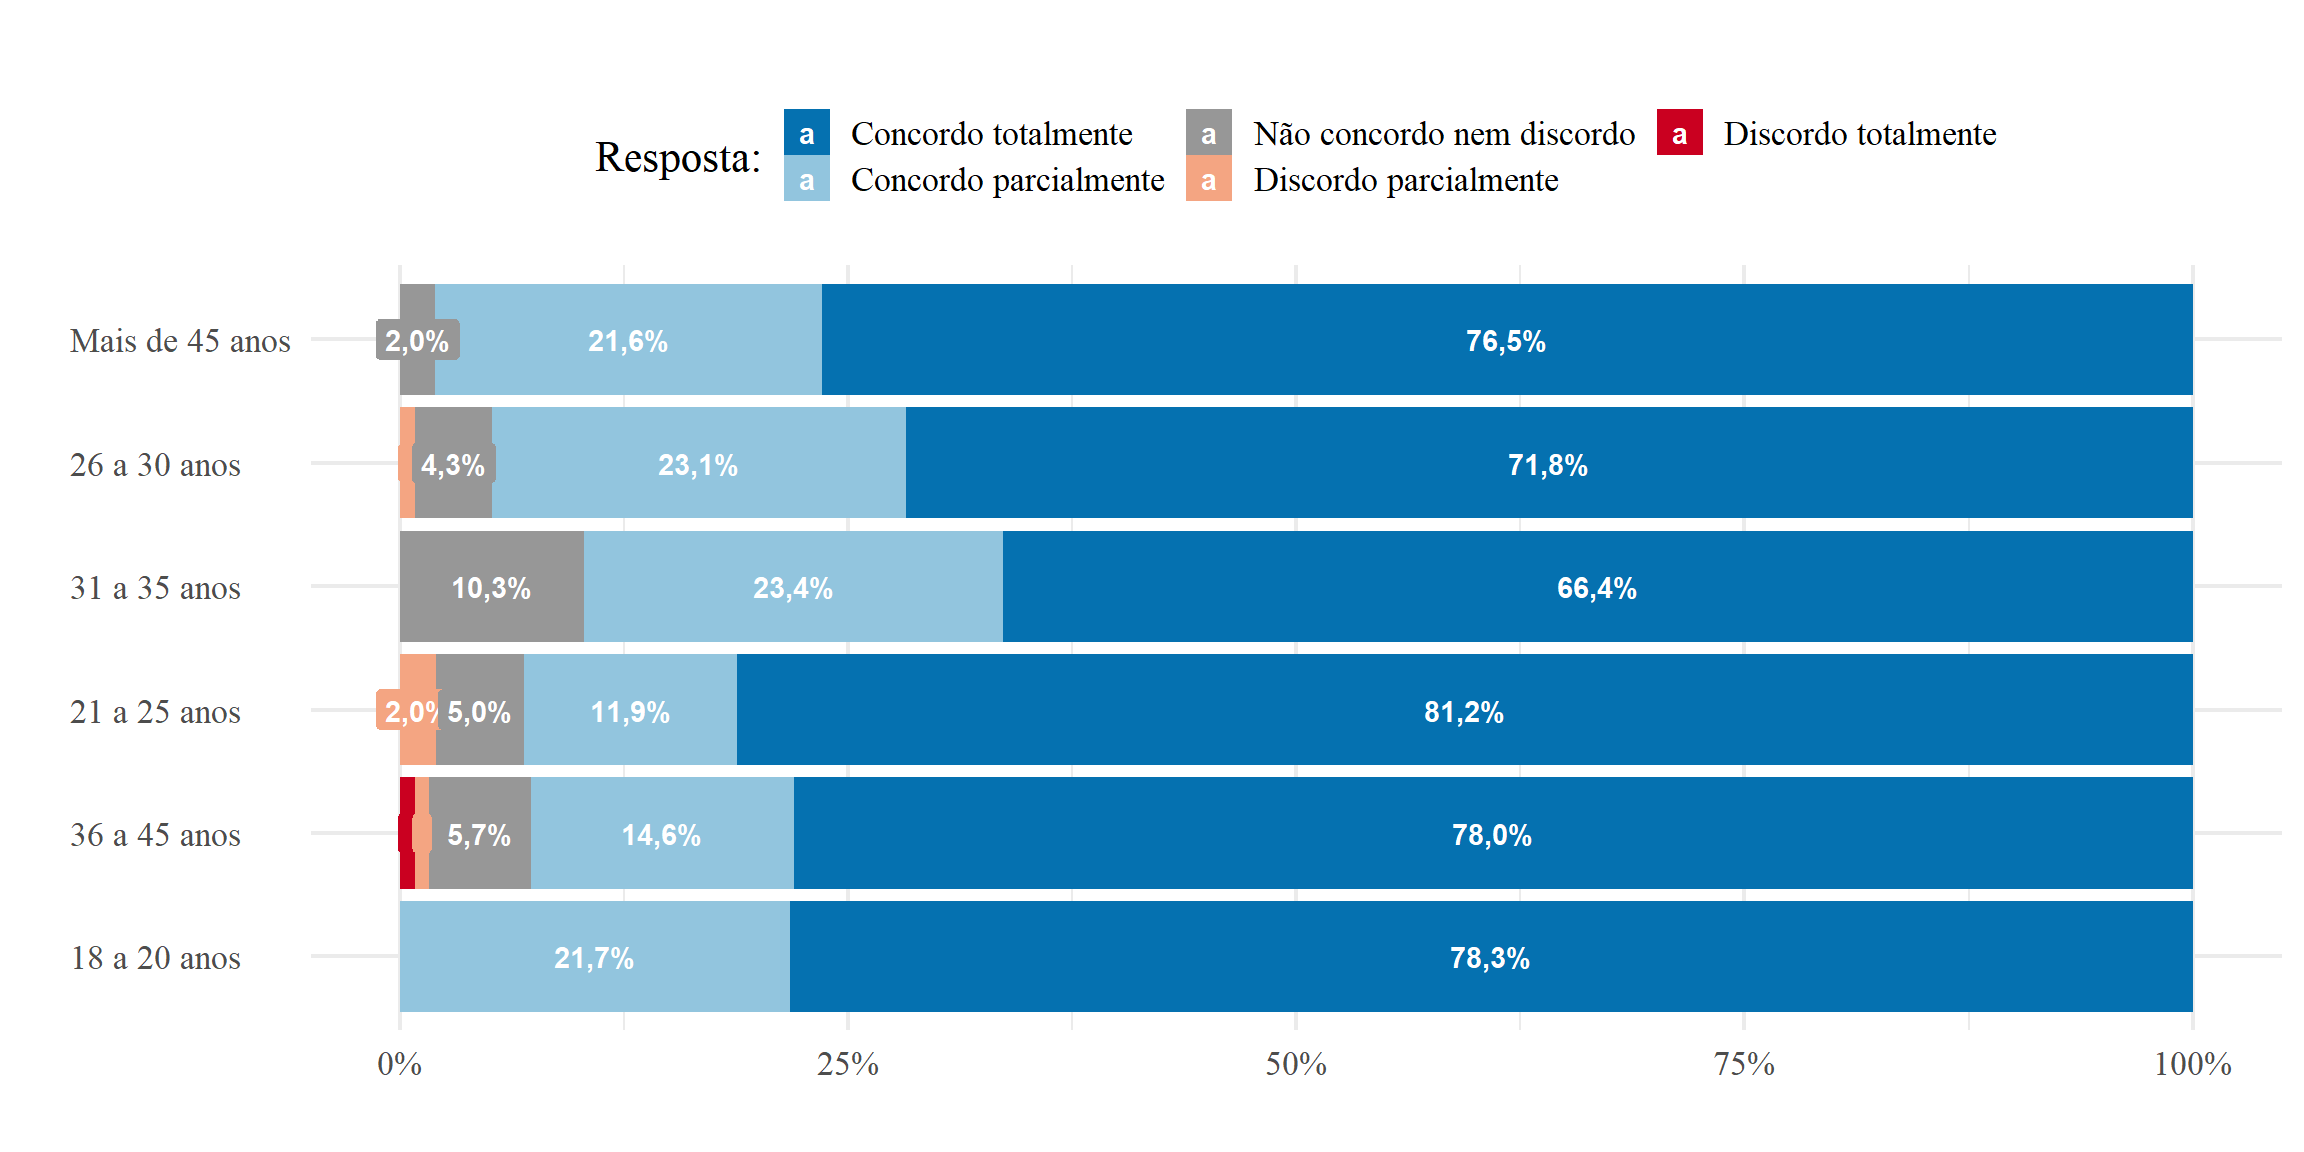 Resposta:
a Concordo totalmente
a Concordo parcialmente
a Não concordo nem discordo
a Discordo parcialmente
a Discordo totalmente
Mais de 45 anos 2,0% 21,6% 76,5%
26 a 30 anos 4,3% 23,1% 71,8%
31 a 35 anos 10,3% 23,4% 66,4%
21 a 25 anos 2,0% 5,0% 11,9% 81,2%
36 a 45 anos 5,7% 14,6% 78,0%
18 a 20 anos 21,7% 78,3%
0% 25% 50% 75% 100%